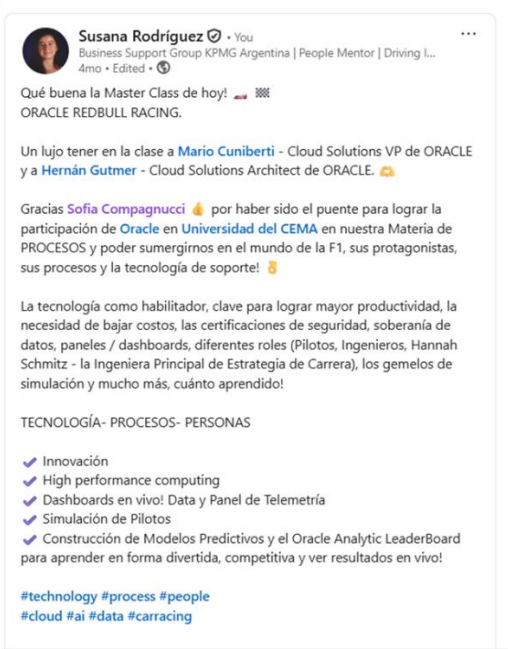 Susana Rodríguez • You
Business Support Group KPMG Argentina | People Mentor | Driving I...
4mo • Edited •
Qué buena la Master Class de hoy! 🏎️ 🏁
ORACLE REDBULL RACING.
Un lujo tener en la clase a Mario Cuniberti - Cloud Solutions VP de ORACLE
y a Hernán Gutmer - Cloud Solutions Architect de ORACLE. 🫶
Gracias Sofia Compagnucci 👍 por haber sido el puente para lograr la
participación de Oracle en Universidad del CEMA en nuestra Materia de
PROCESOS y poder sumergirnos en el mundo de la F1, sus protagonistas,
sus procesos y la tecnología de soporte! 👌
La tecnología como habilitador, clave para lograr mayor productividad, la
necesidad de bajar costos, las certificaciones de seguridad, soberanía de
datos, paneles / dashboards, diferentes roles (Pilotos, Ingenieros, Hannah
Schmitz - la Ingeniera Principal de Estrategia de Carrera), los gemelos de
simulación y mucho más, cuánto aprendido!
TECNOLOGÍA- PROCESOS- PERSONAS
✔ Innovación
✔ High performance computing
✔ Dashboards en vivo! Data y Panel de Telemetría
✔ Simulación de Pilotos
✔ Construcción de Modelos Predictivos y el Oracle Analytic LeaderBoard
para aprender en forma divertida, competitiva y ver resultados en vivo!
#technology #process #people
#cloud #ai #data #carracing